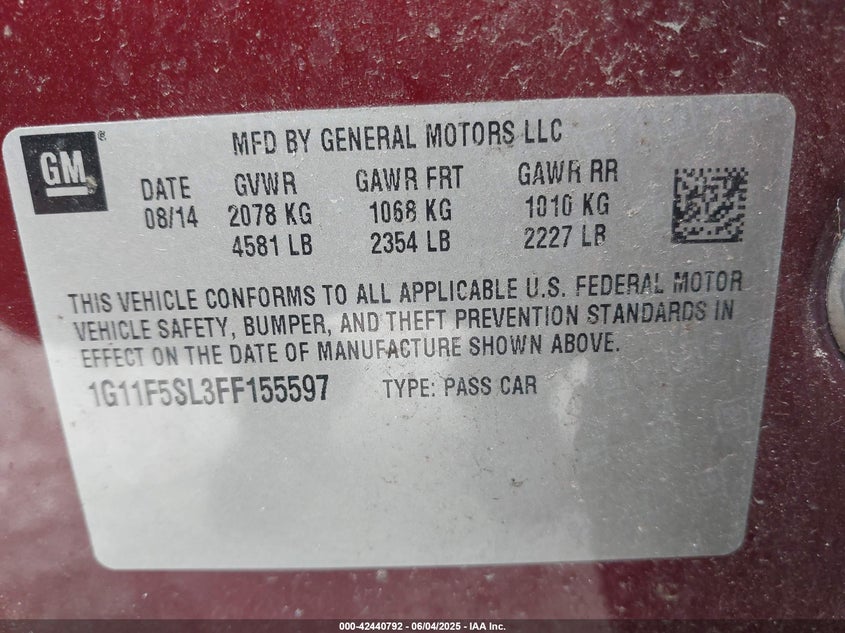 GM®
MFD BY GENERAL MOTORS LLC
DATE GVWR GAWR FRT GAWR RR
08/14 2078 KG 1068 KG 1010 KG
4581 LB 2354 LB 2227 LB
THIS VEHICLE CONFORMS TO ALL APPLICABLE U.S. FEDERAL MOTOR
VEHICLE SAFETY, BUMPER, AND THEFT PREVENTION STANDARDS IN
EFFECT ON THE DATE OF MANUFACTURE SHOWN ABOVE.
1G11F5SL3FF155597 TYPE: PASS CAR
000-42440792 - 06/04/2025 - IAA Inc.